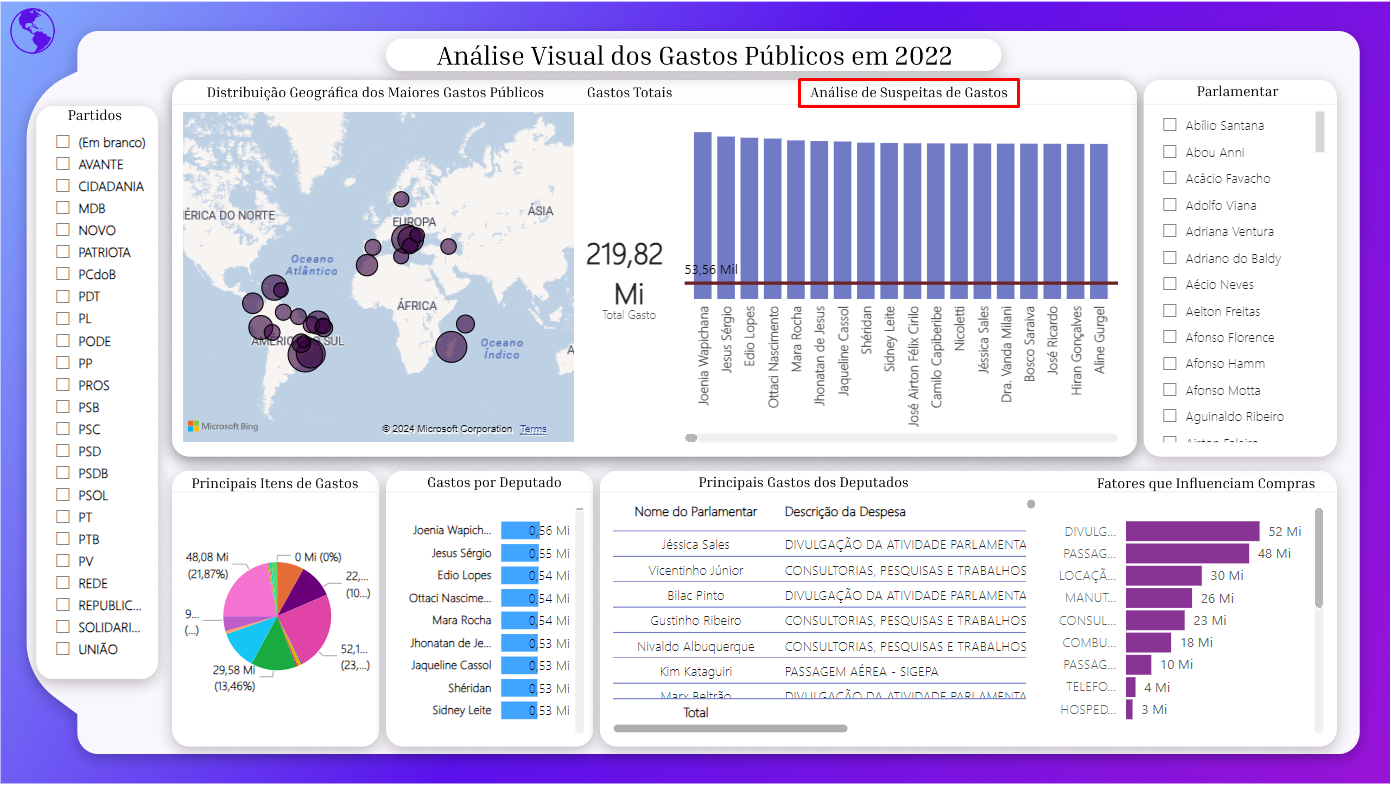 Análise Visual dos Gastos Públicos em 2022
Partidos
(Em branco)
AVANTE
CIDADANIA
MDB
NOVO
PATRIOTA
PCdoB
PDT
PL
PODE
PP
PROS
PSB
PSC
PSD
PSDB
PSOL
PT
PTB
PV
REDE
REPUBLIC...
SOLIDARI...
UNIÃO
Distribuição Geográfica dos Maiores Gastos Públicos
ÉRICA DO NORTE
EUROPA
ÁSIA
Oceano
Atlântico
ÁFRICA
AMÉRICA DO SUL
Oceano
Índico
A
Microsoft Bing
© 2024 Microsoft Corporation Terms
Gastos Totais
219,82
Mi
Total Gasto
Análise de Suspeitas de Gastos
53,56 Mil
Joenia Wapichana
Jesus Sérgio
Edio Lopes
Ottaci Nascimento
Mara Rocha
Jhonatan de Jesus
Jaqueline Cassol
Shéridan
Sidney Leite
José Airton Félix Cirilo
Camilo Capiberibe
Nicoletti
Jéssica Sales
Dra. Vanda Milani
Bosco Saraiva
José Ricardo
Hiran Gonçalves
Aline Gurgel
Parlamentar
Abílio Santana
Abou Anni
Acácio Favacho
Adolfo Viana
Adriana Ventura
Adriano do Baldy
Aécio Neves
Aelton Freitas
Afonso Florence
Afonso Hamm
Afonso Motta
Aguinaldo Ribeiro
Principais Itens de Gastos
48,08 Mi
(21,87%)
0 Mi (0%)
22,...
(10...)
9...
(...)
52,1...
(23,...)
29,58 Mi
(13,46%)
Gastos por Deputado
Joenia Wapich... 0,56 Mi
Jesus Sérgio 0,55 Mi
Edio Lopes 0,54 Mi
Ottaci Nascime... 0,54 Mi
Mara Rocha 0,54 Mi
Jhonatan de Je... 0,53 Mi
Jaqueline Cassol 0,53 Mi
Shéridan 0,53 Mi
Sidney Leite 0,53 Mi
Principais Gastos dos Deputados
Nome do Parlamentar Descrição da Despesa
Jéssica Sales DIVULGAÇÃO DA ATIVIDADE PARLAMENTA
Vicentinho Júnior CONSULTORIAS, PESQUISAS E TRABALHOS
Bilac Pinto DIVULGAÇÃO DA ATIVIDADE PARLAMENTA
Gustinho Ribeiro DIVULGAÇÃO DA ATIVIDADE PARLAMENTA
Nivaldo Albuquerque CONSULTORIAS, PESQUISAS E TRABALHOS
Kim Kataguiri PASSAGEM AÉREA - SIGEPA
Marx Beltrão DIVULGAÇÃO DA ATIVIDADE PARLAMENTA
Total
Fatores que Influenciam Compras
DIVULG... 52 Mi
PASSAG... 48 Mi
LOCAÇÃ... 30 Mi
MANUT... 26 Mi
CONSUL... 23 Mi
COMBU... 18 Mi
PASSAG... 10 Mi
TELEFO... 4 Mi
HOSPED... 3 Mi